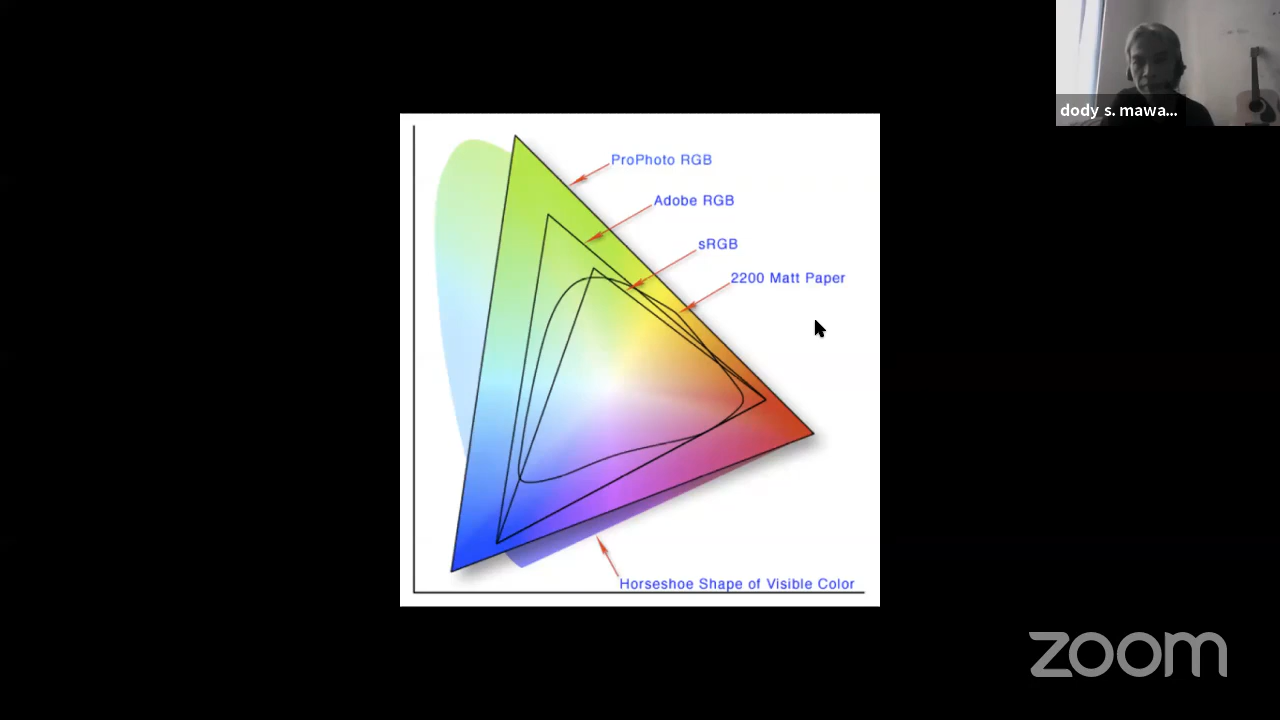 dody s. mawa...
ProPhoto RGB
Adobe RGB
sRGB
2200 Matt Paper
Horseshoe Shape of Visible Color
zoom